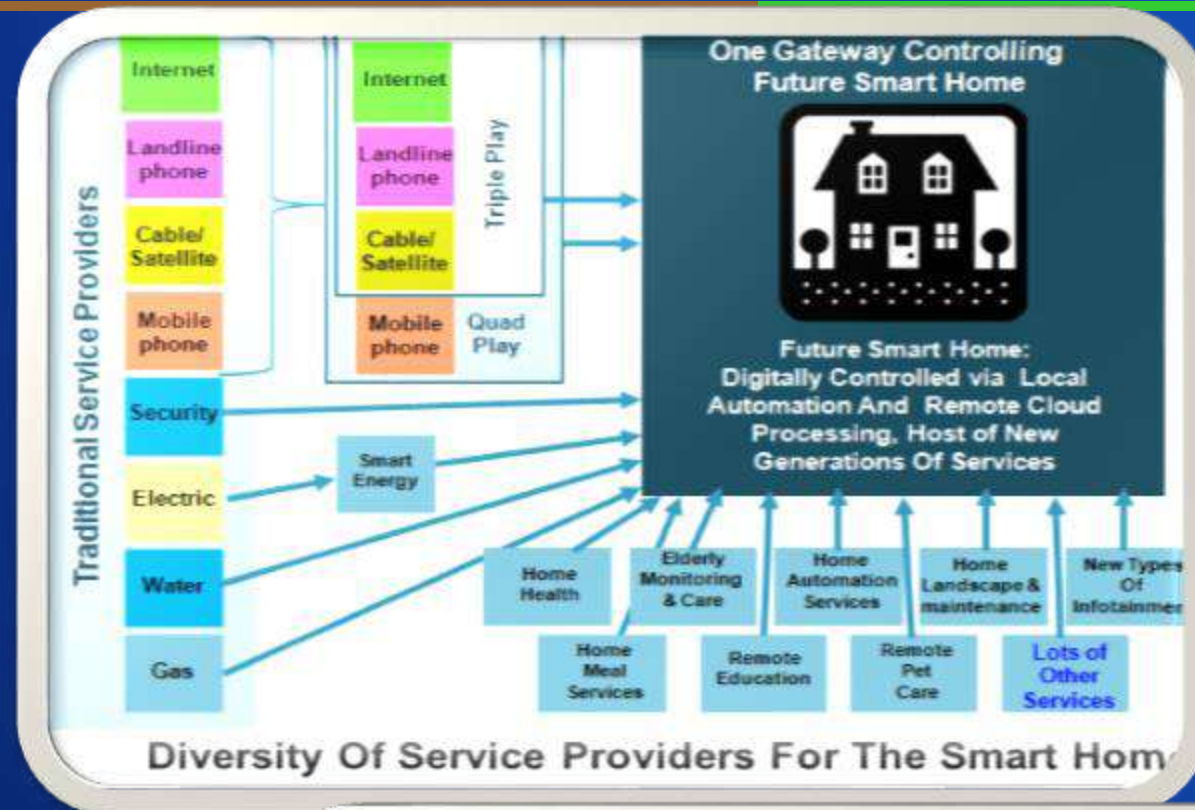 Traditional Service Providers
Internet
Landline
phone
Cable/
Satellite
Mobile
phone
Security
Electric
Water
Gas
Internet
Landline
phone
Cable/
Satellite
Mobile
phone
Triple Play
Quad
Play
Smart
Energy
One Gateway Controlling
Future Smart Home
Future Smart Home:
Digitally Controlled via Local
Automation And Remote Cloud
Processing, Host of New
Generations Of Services
Home
Health
Elderly
Monitoring
& Care
Home
Automation
Services
Home
Landscape &
maintenance
New Types
Of
Infotainmen
Home
Meal
Services
Remote
Education
Remote
Pet
Care
Lots of
Other
Services
Diversity Of Service Providers For The Smart Hom